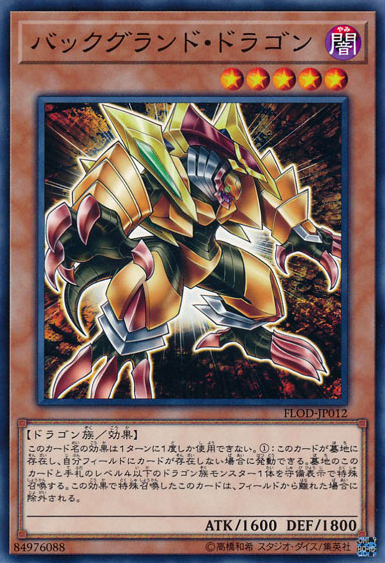 バックグランド・ドラゴン
やみ
闇
FLOD-JP012
【ドラゴン族／効果】
このカード名の効果は1ターンに1度しか使用できない。①：このカードが墓地に
存在し、自分フィールドにカードが存在しない場合に発動できる。墓地のこの
カードと手札のレベル4以下のドラゴン族モンスター1体を守備表示で特殊
召喚する。この効果で特殊召喚したこのカードは、フィールドから離れた場合に
除外される。
ATK/1600 DEF/1800
84976088
©高橋和希 スタジオ・ダイス/集英社